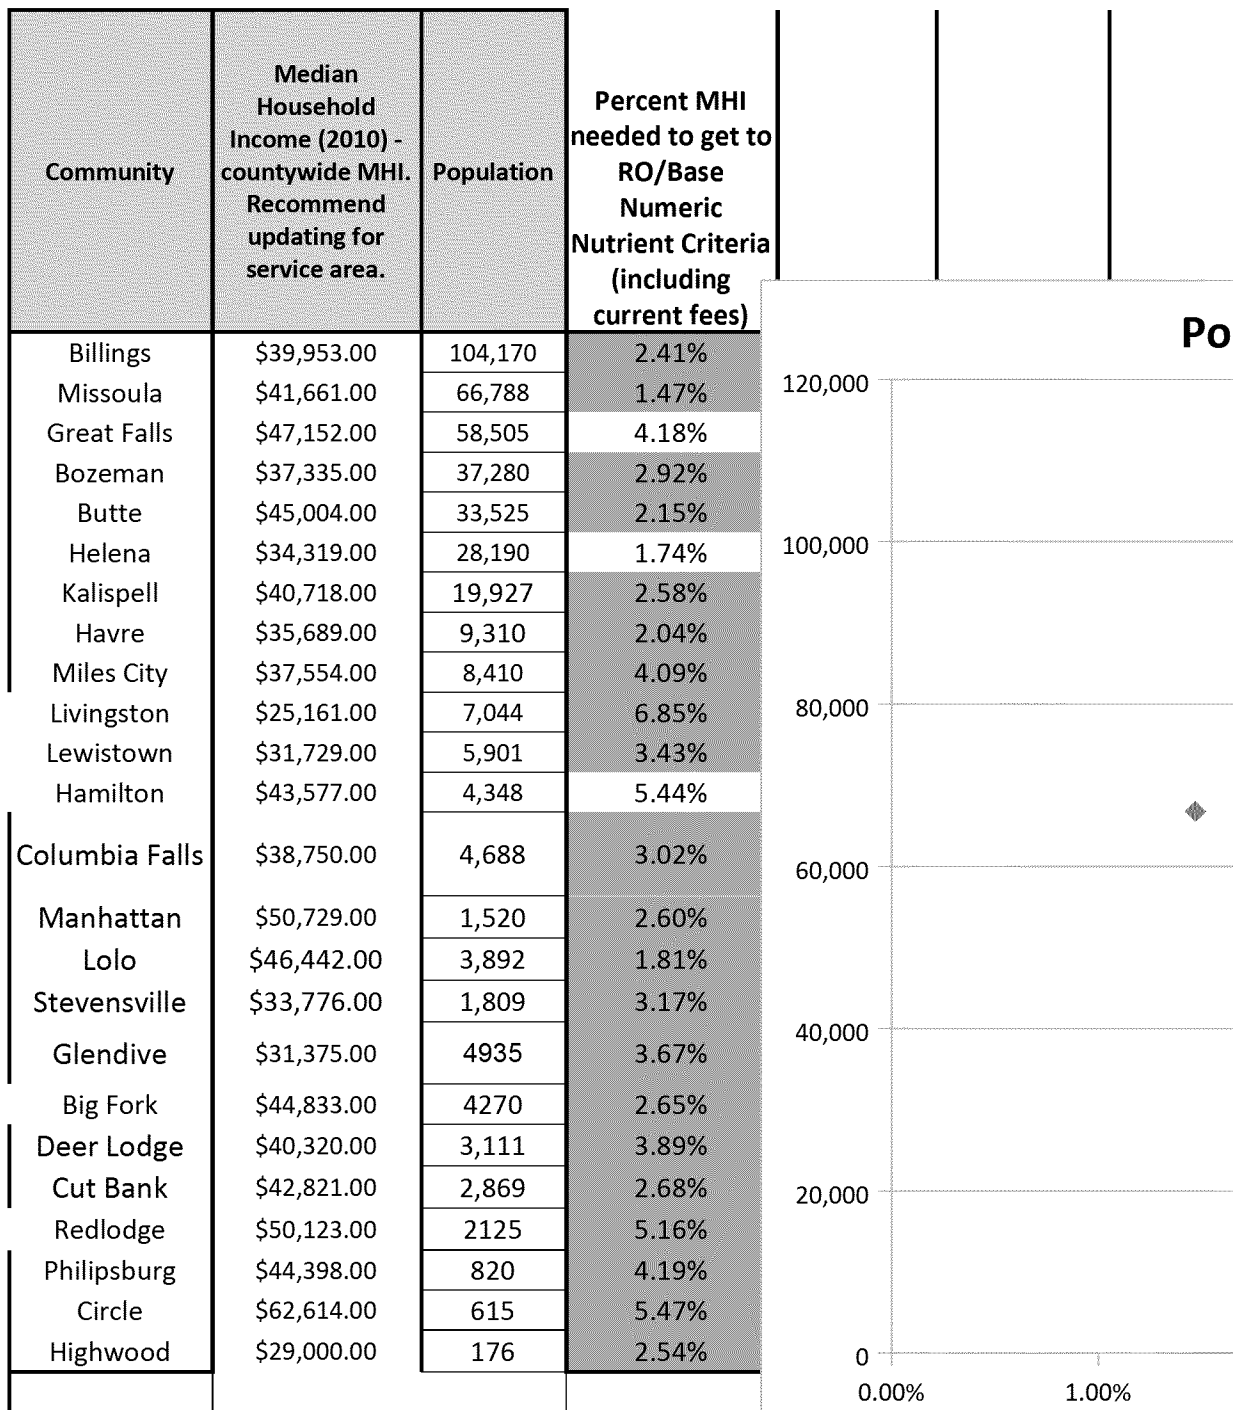 Community
Median
Household
Income (2010) -
countywide MHI.
Recommend
updating for
service area.
Population
Percent MHI
needed to get to
RO/Base
Numeric
Nutrient Criteria
(including
current fees)
Billings $39,953.00 104,170 2.41%
Missoula $41,661.00 66,788 1.47%
Great Falls $47,152.00 58,505 4.18%
Bozeman $37,335.00 37,280 2.92%
Butte $45,004.00 33,525 2.15%
Helena $34,319.00 28,190 1.74%
Kalispell $40,718.00 19,927 2.58%
Havre $35,689.00 9,310 2.04%
Miles City $37,554.00 8,410 4.09%
Livingston $25,161.00 7,044 6.85%
Lewistown $31,729.00 5,901 3.43%
Hamilton $43,577.00 4,348 5.44%
Columbia Falls $38,750.00 4,688 3.02%
Manhattan $50,729.00 1,520 2.60%
Lolo $46,442.00 3,892 1.81%
Stevensville $33,776.00 1,809 3.17%
Glendive $31,375.00 4935 3.67%
Big Fork $44,833.00 4270 2.65%
Deer Lodge $40,320.00 3,111 3.89%
Cut Bank $42,821.00 2,869 2.68%
Redlodge $50,123.00 2125 5.16%
Philipsburg $44,398.00 820 4.19%
Circle $62,614.00 615 5.47%
Highwood $29,000.00 176 2.54%
Po
120,000
100,000
80,000
60,000
40,000
20,000
0
0.00% 1.00%